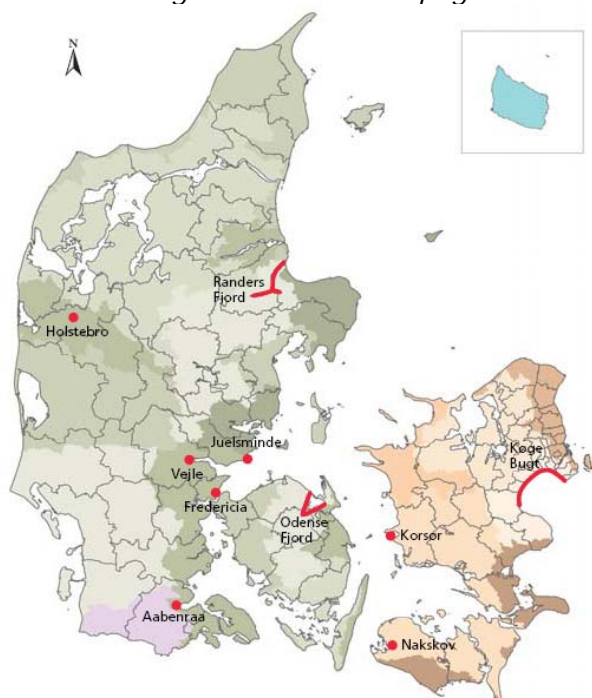 N
Randers
Fjord
Holstebro
Juelsminde
Vejle
Fredericia
Odense
Fjord
Køge
Bugt
Korsør
Aabenraa
Nakskov